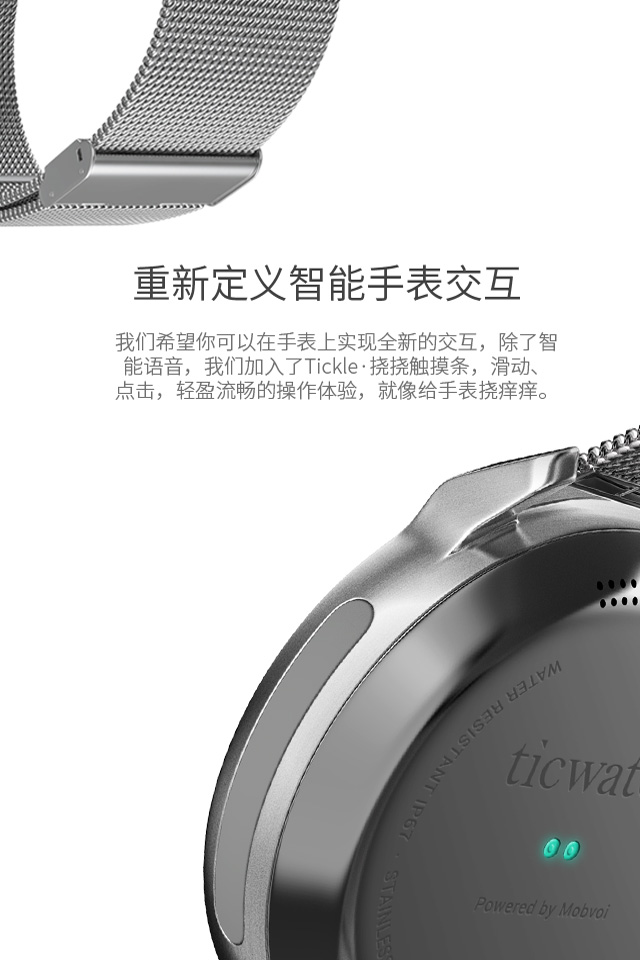 重新定义智能手表交互
我们希望你可以在手表上实现全新的交互，除了智
能语音，我们加入了Tickle·挠挠触摸条，滑动、
点击，轻盈流畅的操作体验，就像给手表挠痒痒。
WATER RESISTANT IP67 · STAINLES
ticwat
Powered by Mobvoi